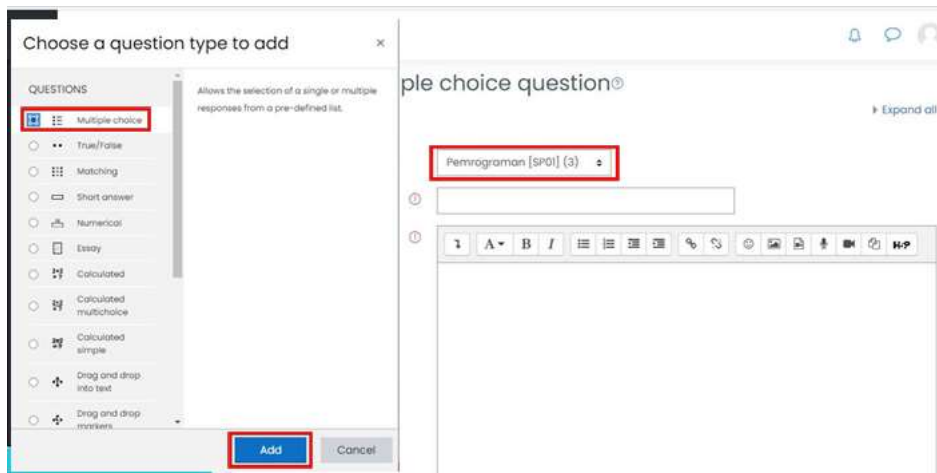 Choose a question type to add
×
QUESTIONS
Multiple choice
True/False
Matching
Short answer
Numerical
Essay
Calculated
Calculated
multichoice
Calculated
simple
Drag and drop
into text
Drag and drop
markers
Allows the selection of a single or multiple
responses from a pre-defined list.
Add
Cancel
ple choice question
Expand all
Pemrograman [SP01] (3)
A B I
H-P